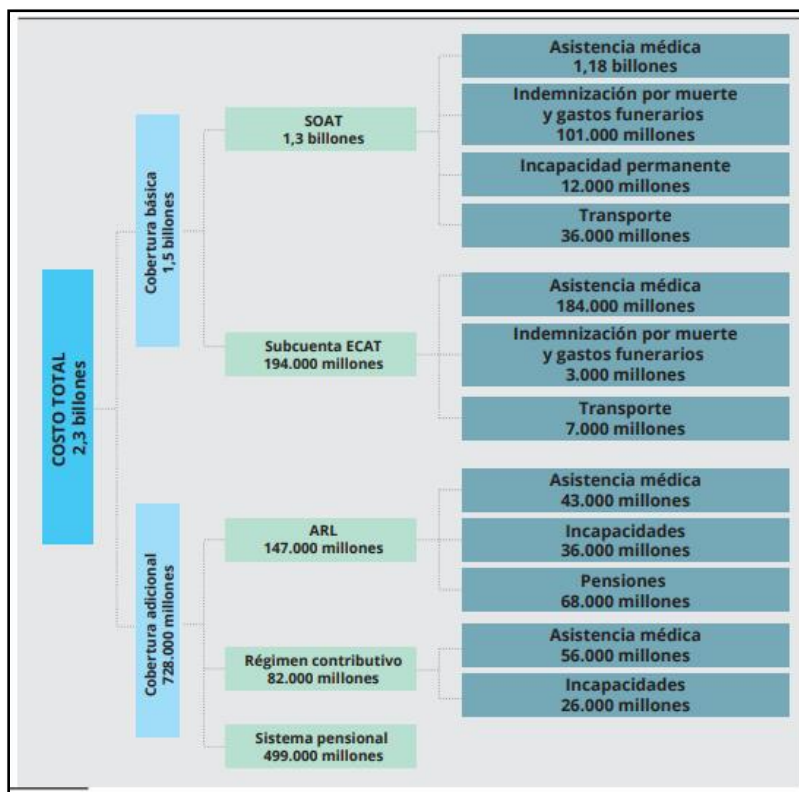 COSTO TOTAL
2,3 billones
Cobertura básica
1,5 billones
SOAT
1,3 billones
Asistencia médica
1,18 billones
Indemnización por muerte
y gastos funerarios
101.000 millones
Incapacidad permanente
12.000 millones
Transporte
36.000 millones
Subcuenta ECAT
194.000 millones
Asistencia médica
184.000 millones
Indemnización por muerte
y gastos funerarios
3.000 millones
Transporte
7.000 millones
Cobertura adicional
728.000 millones
ARL
147.000 millones
Asistencia médica
43.000 millones
Incapacidades
36.000 millones
Pensiones
68.000 millones
Régimen contributivo
82.000 millones
Asistencia médica
56.000 millones
Incapacidades
26.000 millones
Sistema pensional
499.000 millones